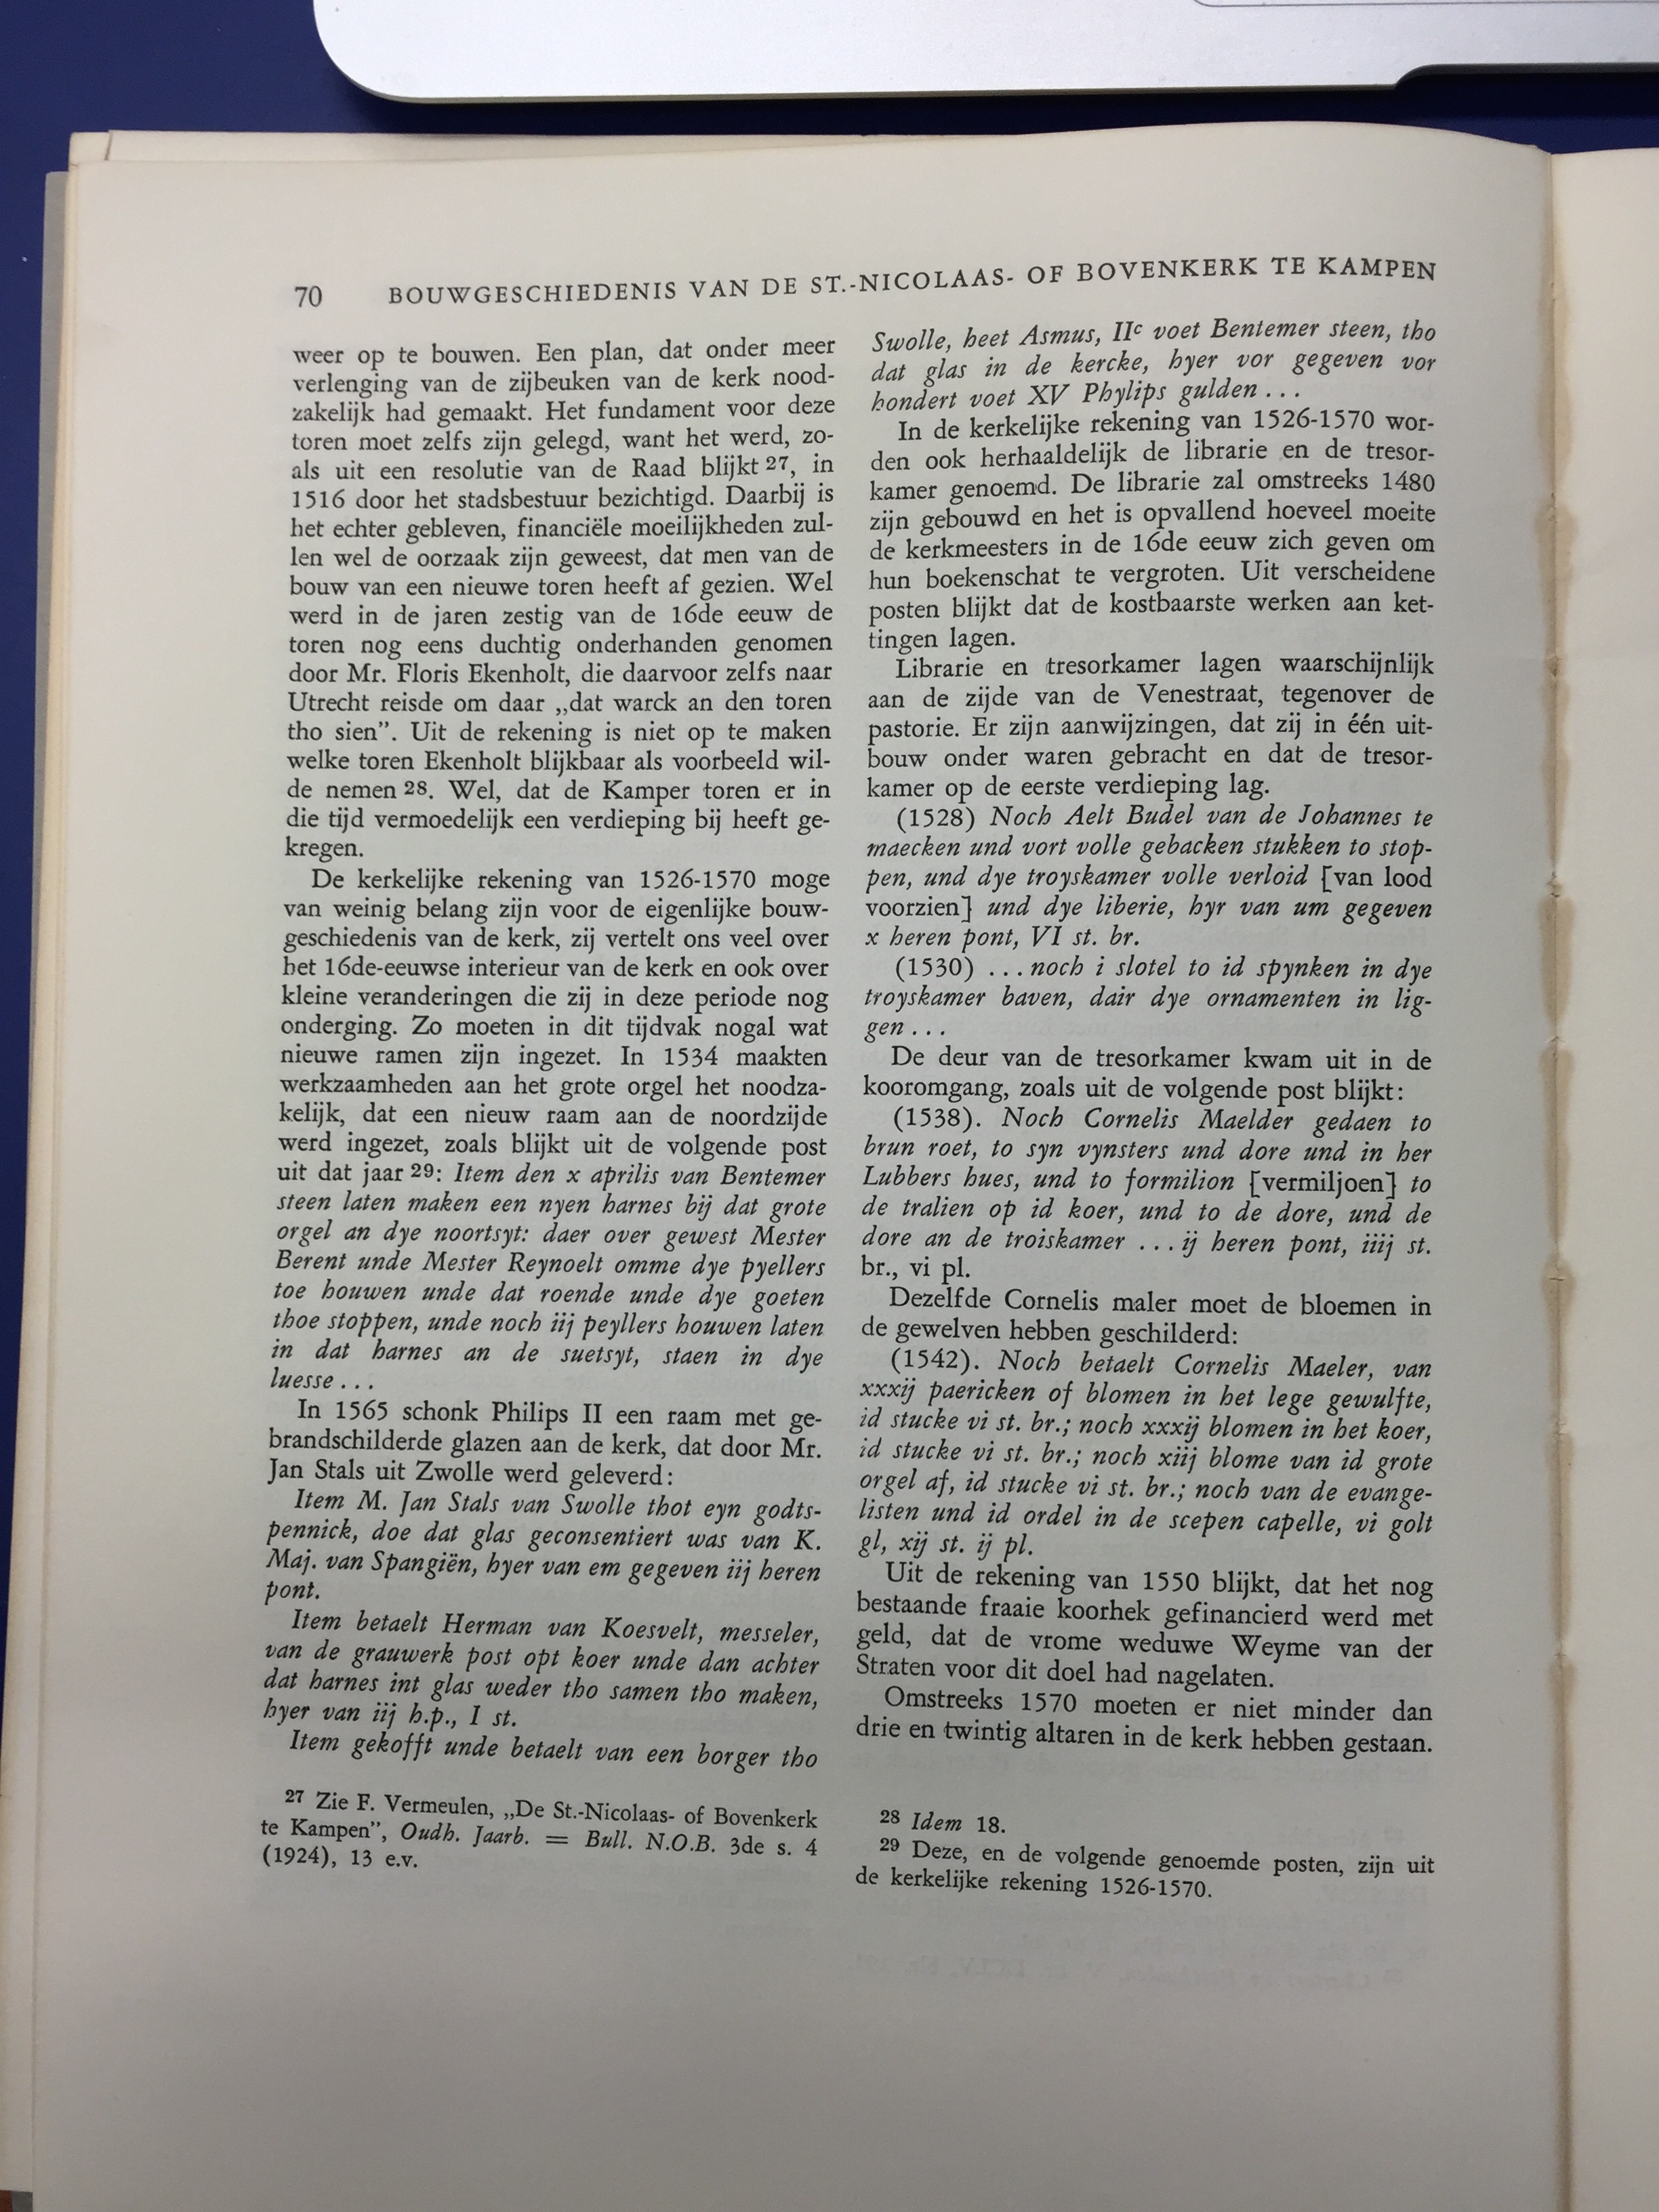 70 BOUWGESCHIEDENIS VAN DE ST.-NICOLAAS- OF BOVENKERK TE KAMPEN
weer op te bouwen. Een plan, dat onder meer
verlenging van de zijbeuken van de kerk nood-
zakelijk had gemaakt. Het fundament voor deze
toren moet zelfs zijn gelegd, want het werd, zo-
als uit een resolutie van de Raad blijkt 27, in
1516 door het stadsbestuur bezichtigd. Daarbij is
het echter gebleven, financiële moeilijkheden zul-
len wel de oorzaak zijn geweest, dat men van de
bouw van een nieuwe toren heeft af gezien. Wel
werd in de jaren zestig van de 16de eeuw de
toren nog eens duchtig onderhanden genomen
door Mr. Floris Ekenholt, die daarvoor zelfs naar
Utrecht reisde om daar „dat warck an den toren
tho sien”. Uit de rekening is niet op te maken
welke toren Ekenholt blijkbaar als voorbeeld wil-
de nemen 28. Wel, dat de Kamper toren er in
die tijd vermoedelijk een verdieping bij heeft ge-
kregen.
De kerkelijke rekening van 1526-1570 moge
van weinig belang zijn voor de eigenlijke bouw-
geschiedenis van de kerk, zij vertelt ons veel over
het 16de-eeuwse interieur van de kerk en ook over
kleine veranderingen die zij in deze periode nog
onderging. Zo moeten in dit tijdvak nogal wat
nieuwe ramen zijn ingezet. In 1534 maakten
werkzaamheden aan het grote orgel het noodza-
kelijk, dat een nieuw raam aan de noordzijde
werd ingezet, zoals blijkt uit de volgende post
uit dat jaar 29: Item den x aprilis van Bentemer
steen laten maken een nyen harnes bij dat grote
orgel an dye noortsyt: daer over gewest Mester
Berent unde Mester Reynoelt omme dye pyellers
toe houwen unde dat roende unde dye goeten
thoe stoppen, unde noch iij peyllers houwen laten
in dat harnes an de suetsyt, staen in dye
luesse . . .
In 1565 schonk Philips II een raam met ge-
brandschilderde glazen aan de kerk, dat door Mr.
Jan Stals uit Zwolle werd geleverd:
Item M. Jan Stals van Swolle thot eyn godts-
pennick, doe dat glas geconsentiert was van K.
Maj. van Spangiën, hyer van em gegeven iij heren
pont.
Item betaelt Herman van Koesvelt, messeler,
van de grauwerk post opt koer unde dan achter
dat harnes int glas weder tho samen tho maken,
hyer van iij h.p., I st.
Item gekofft unde betaelt van een borger tho
27 Zie F. Vermeulen, „De St.-Nicolaas- of Bovenkerk
te Kampen”, Oudh. Jaarb. = Bull. N.O.B. 3de s. 4
(1924), 13 e.v.
Swolle, heet Asmus, IIc voet Bentemer steen, tho
dat glas in de kercke, hyer vor gegeven vor
hondert voet XV Phylips gulden . . .
In de kerkelijke rekening van 1526-1570 wor-
den ook herhaaldelijk de librarie en de tresor-
kamer genoemd. De librarie zal omstreeks 1480
zijn gebouwd en het is opvallend hoeveel moeite
de kerkmeesters in de 16de eeuw zich geven om
hun boekenschat te vergroten. Uit verscheidene
posten blijkt dat de kostbaarste werken aan ket-
tingen lagen.
Librarie en tresorkamer lagen waarschijnlijk
aan de zijde van de Venestraat, tegenover de
pastorie. Er zijn aanwijzingen, dat zij in één uit-
bouw onder waren gebracht en dat de tresor-
kamer op de eerste verdieping lag.
(1528) Noch Aelt Budel van de Johannes te
maecken und vort volle gebacken stukken to stop-
pen, und dye troyskamer volle verloid [van lood
voorzien] und dye liberie, hyr van um gegeven
x heren pont, VI st. br.
(1530) . . . noch i slotel to id spynken in dye
troyskamer baven, dair dye ornamenten in lig-
gen . . .
De deur van de tresorkamer kwam uit in de
kooromgang, zoals uit de volgende post blijkt:
(1538). Noch Cornelis Maelder gedaen to
brun roet, to syn vynsters und dore und in her
Lubbers hues, und to formilion [vermiljoen] to
de tralien op id koer, und to de dore, und de
dore an de troiskamer . . . ij heren pont, iiij st.
br., vi pl.
Dezelfde Cornelis maler moet de bloemen in
de gewelven hebben geschilderd:
(1542). Noch betaelt Cornelis Maeler, van
xxxij paericken of blomen in het lege gewulfte,
id stucke vi st. br.; noch xxxij blomen in het koer,
id stucke vi st. br.; noch xiij blome van id grote
orgel af, id stucke vi st. br.; noch van de evange-
listen und id ordel in de scepen capelle, vi golt
gl, xij st. ij pl.
Uit de rekening van 1550 blijkt, dat het nog
bestaande fraaie koorhek gefinancierd werd met
geld, dat de vrome weduwe Weyme van der
Straten voor dit doel had nagelaten.
Omstreeks 1570 moeten er niet minder dan
drie en twintig altaren in de kerk hebben gestaan.
28 Idem 18.
29 Deze, en de volgende genoemde posten, zijn uit
de kerkelijke rekening 1526-1570.